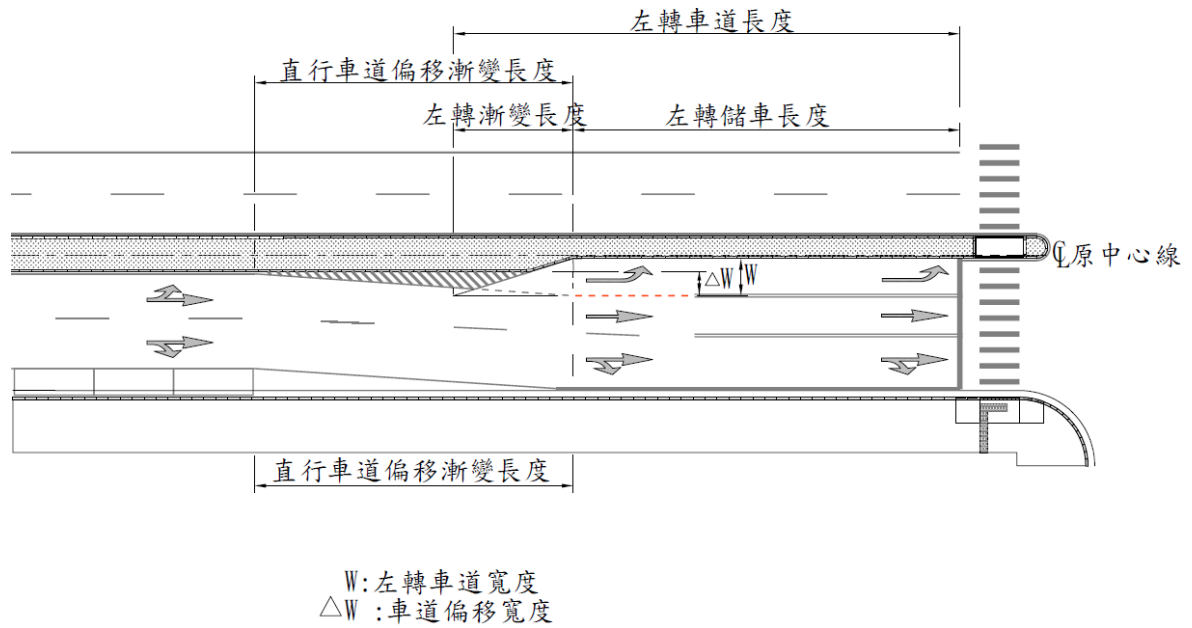 左轉車道長度
直行車道偏移漸變長度
左轉漸變長度
左轉儲車長度
℄原中心線
△W
W
直行車道偏移漸變長度
W:左轉車道寬度
△W :車道偏移寬度